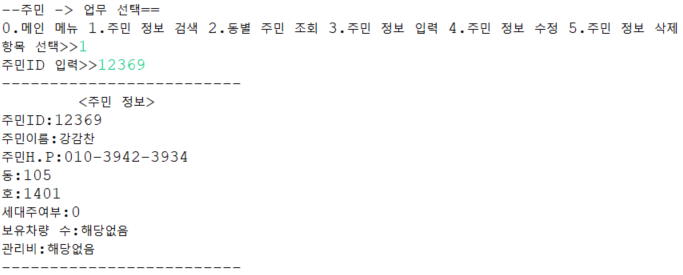 --주민 -> 업무 선택==
0.메인 메뉴 1.주민 정보 검색 2.동별 주민 조회 3.주민 정보 입력 4.주민 정보 수정 5.주민 정보 삭제
항목 선택>>1
주민ID 입력>>12369
-------------------------
<주민 정보>
주민ID:12369
주민이름:강감찬
주민H.P:010-3942-3934
동:105
호:1401
세대주여부:0
보유차량 수:해당없음
관리비:해당없음
-------------------------